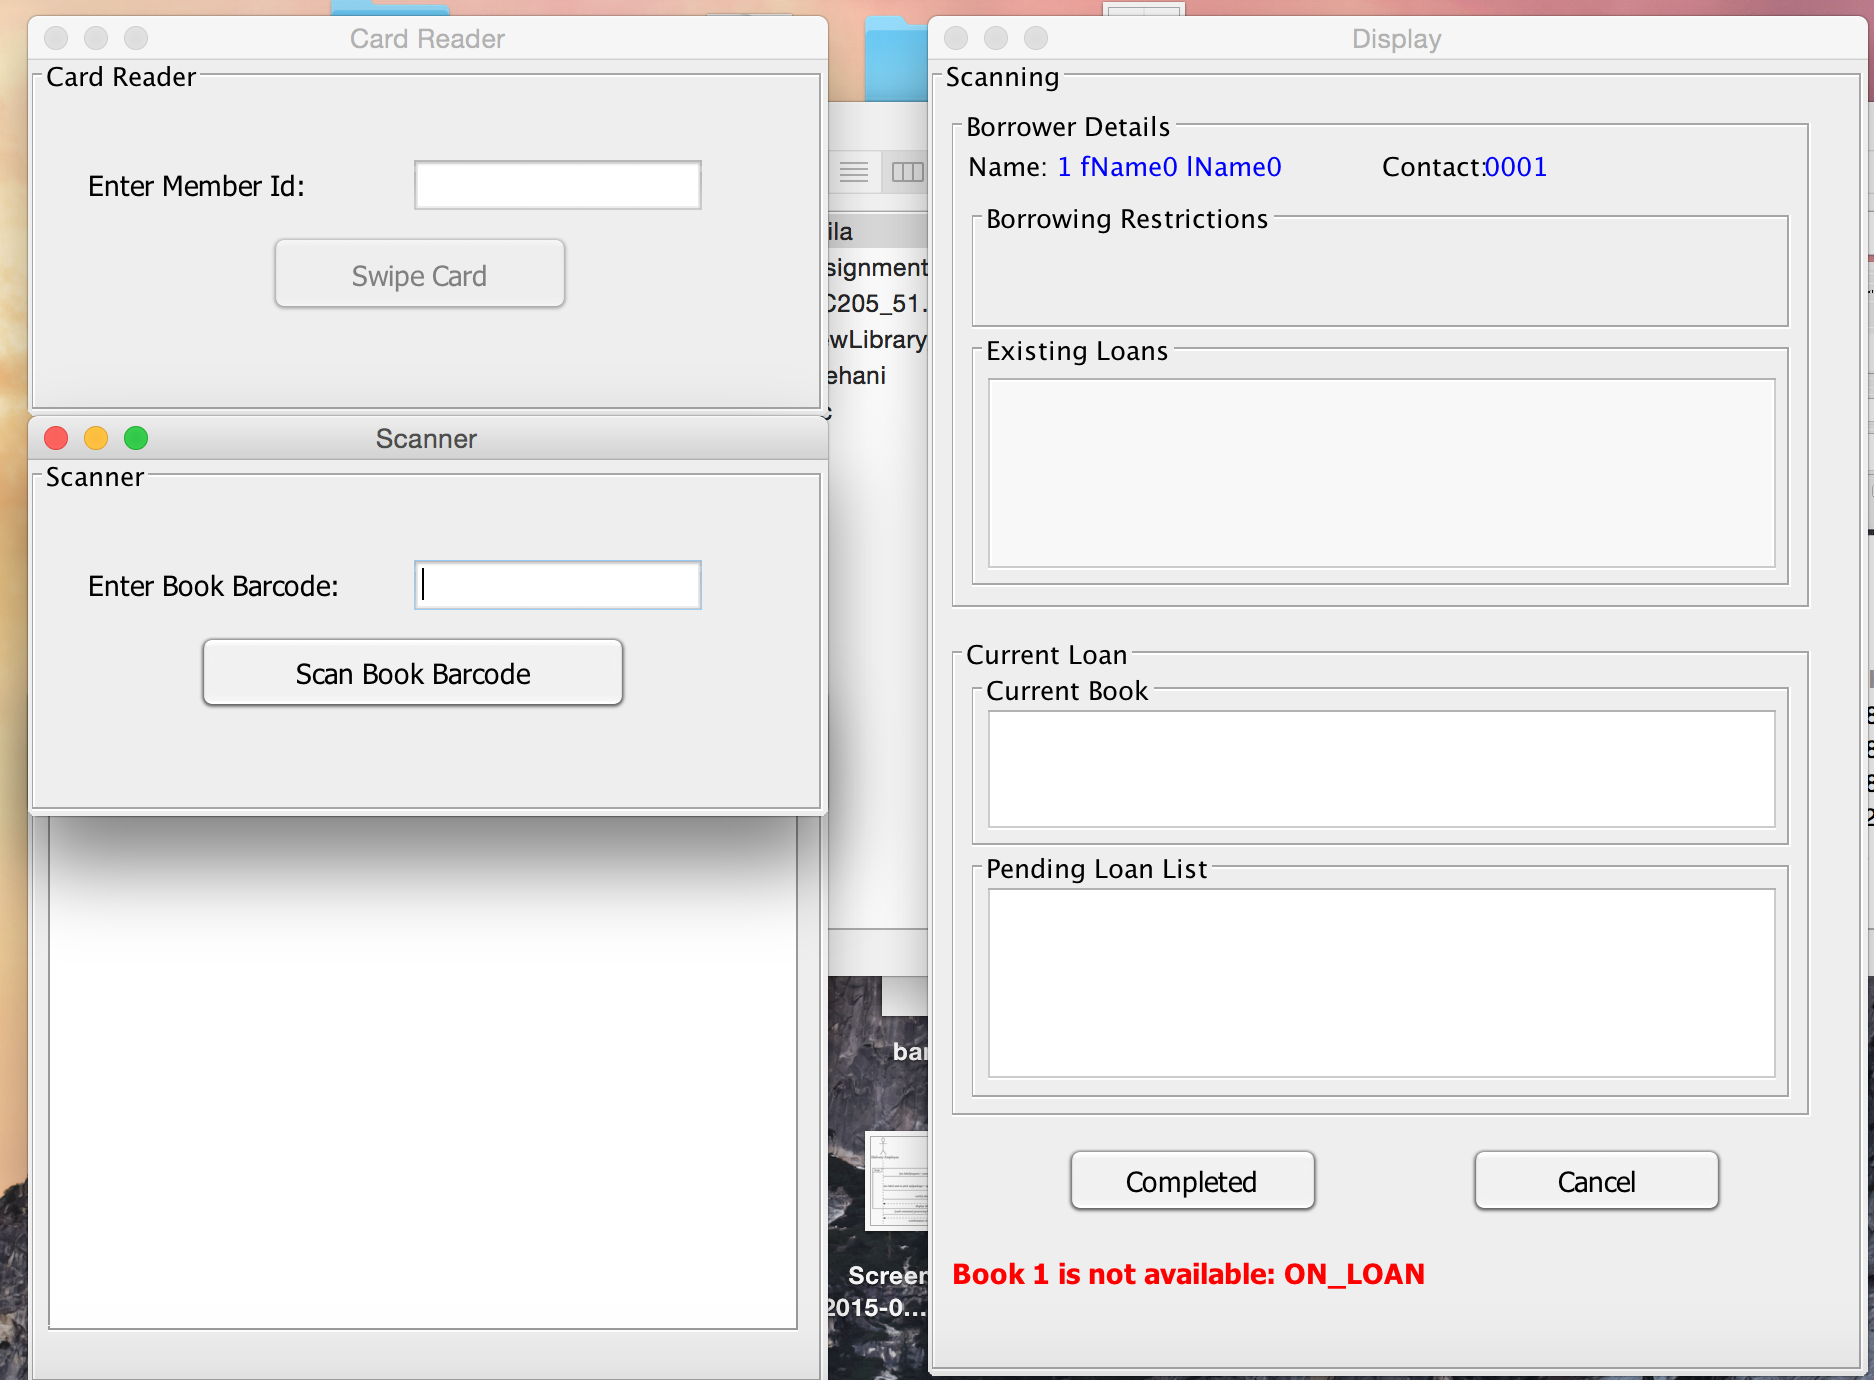 Card Reader
Card Reader
Enter Member Id:
Swipe Card
Scanner
Scanner
Enter Book Barcode:
Scan Book Barcode
ila
signment
C205_51.
wLibrary
ehani
c
bar
Screen
2015-0...
Display
Scanning
Borrower Details
Name: 1 fName0 lName0 Contact:0001
Borrowing Restrictions
Existing Loans
Current Loan
Current Book
Pending Loan List
Completed Cancel
Book 1 is not available: ON_LOAN